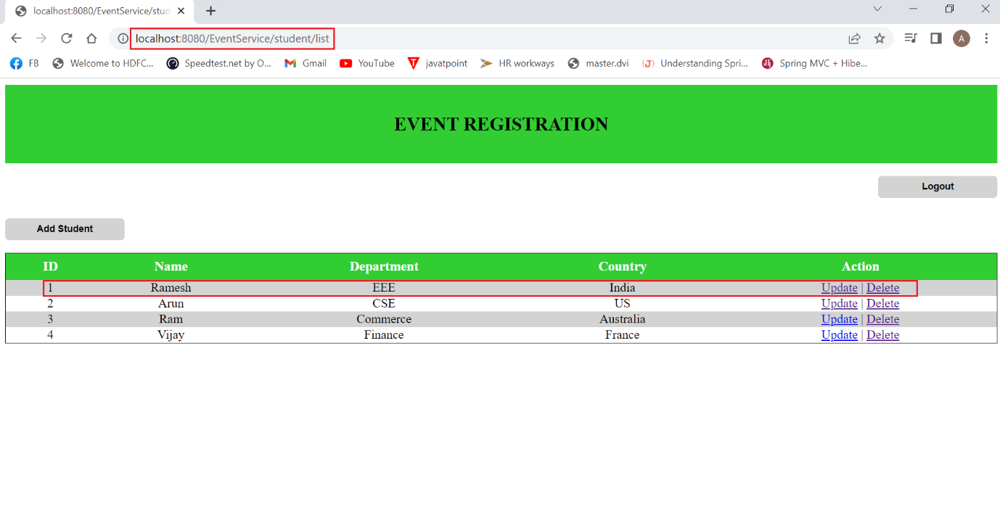 localhost:8080/EventService/stud
localhost:8080/EventService/student/list
A
FB Welcome to HDFC... Speedtest.net by O... Gmail YouTube javatpoint HR workways master.dvi Understanding Spri... Spring MVC + Hibe...
EVENT REGISTRATION
Logout
Add Student
ID Name Department Country Action
1 Ramesh EEE India Update | Delete
2 Arun CSE US Update | Delete
3 Ram Commerce Australia Update | Delete
4 Vijay Finance France Update | Delete